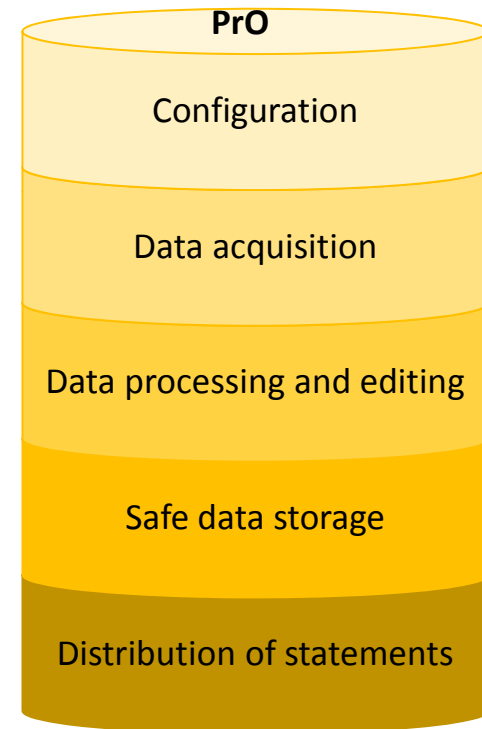 PrO
Configuration
Data acquisition
Data processing and editing
Safe data storage
Distribution of statements